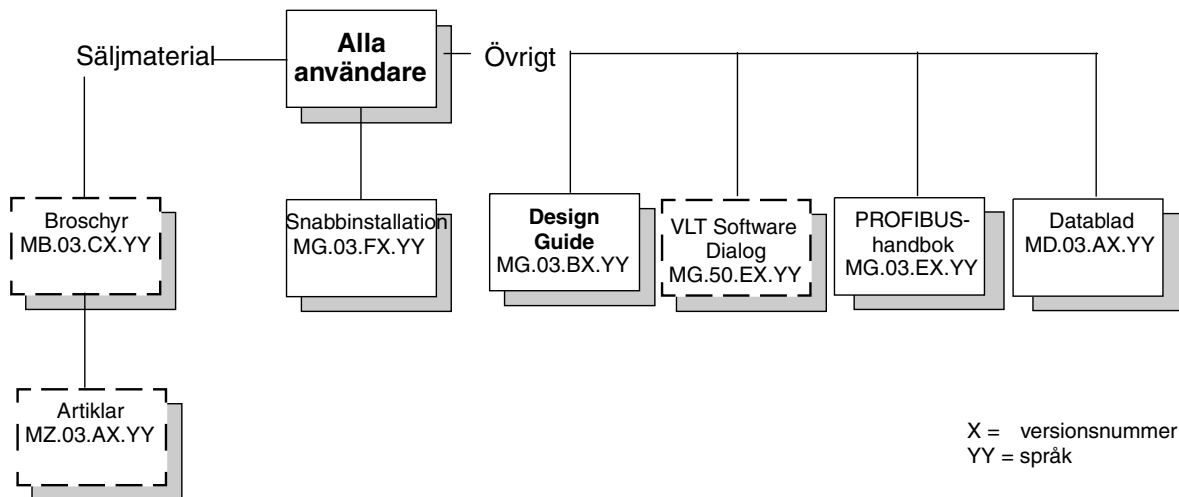 Säljmaterial
Alla
användare
Övrigt
Broschyr
MB.03.CX.YY
Snabbinstallation
MG.03.FX.YY
Design
Guide
MG.03.BX.YY
VLT Software
Dialog
MG.50.EX.YY
PROFIBUS-
handbok
MG.03.EX.YY
Datablad
MD.03.AX.YY
Artiklar
MZ.03.AX.YY
X = versionsnummer
YY = språk